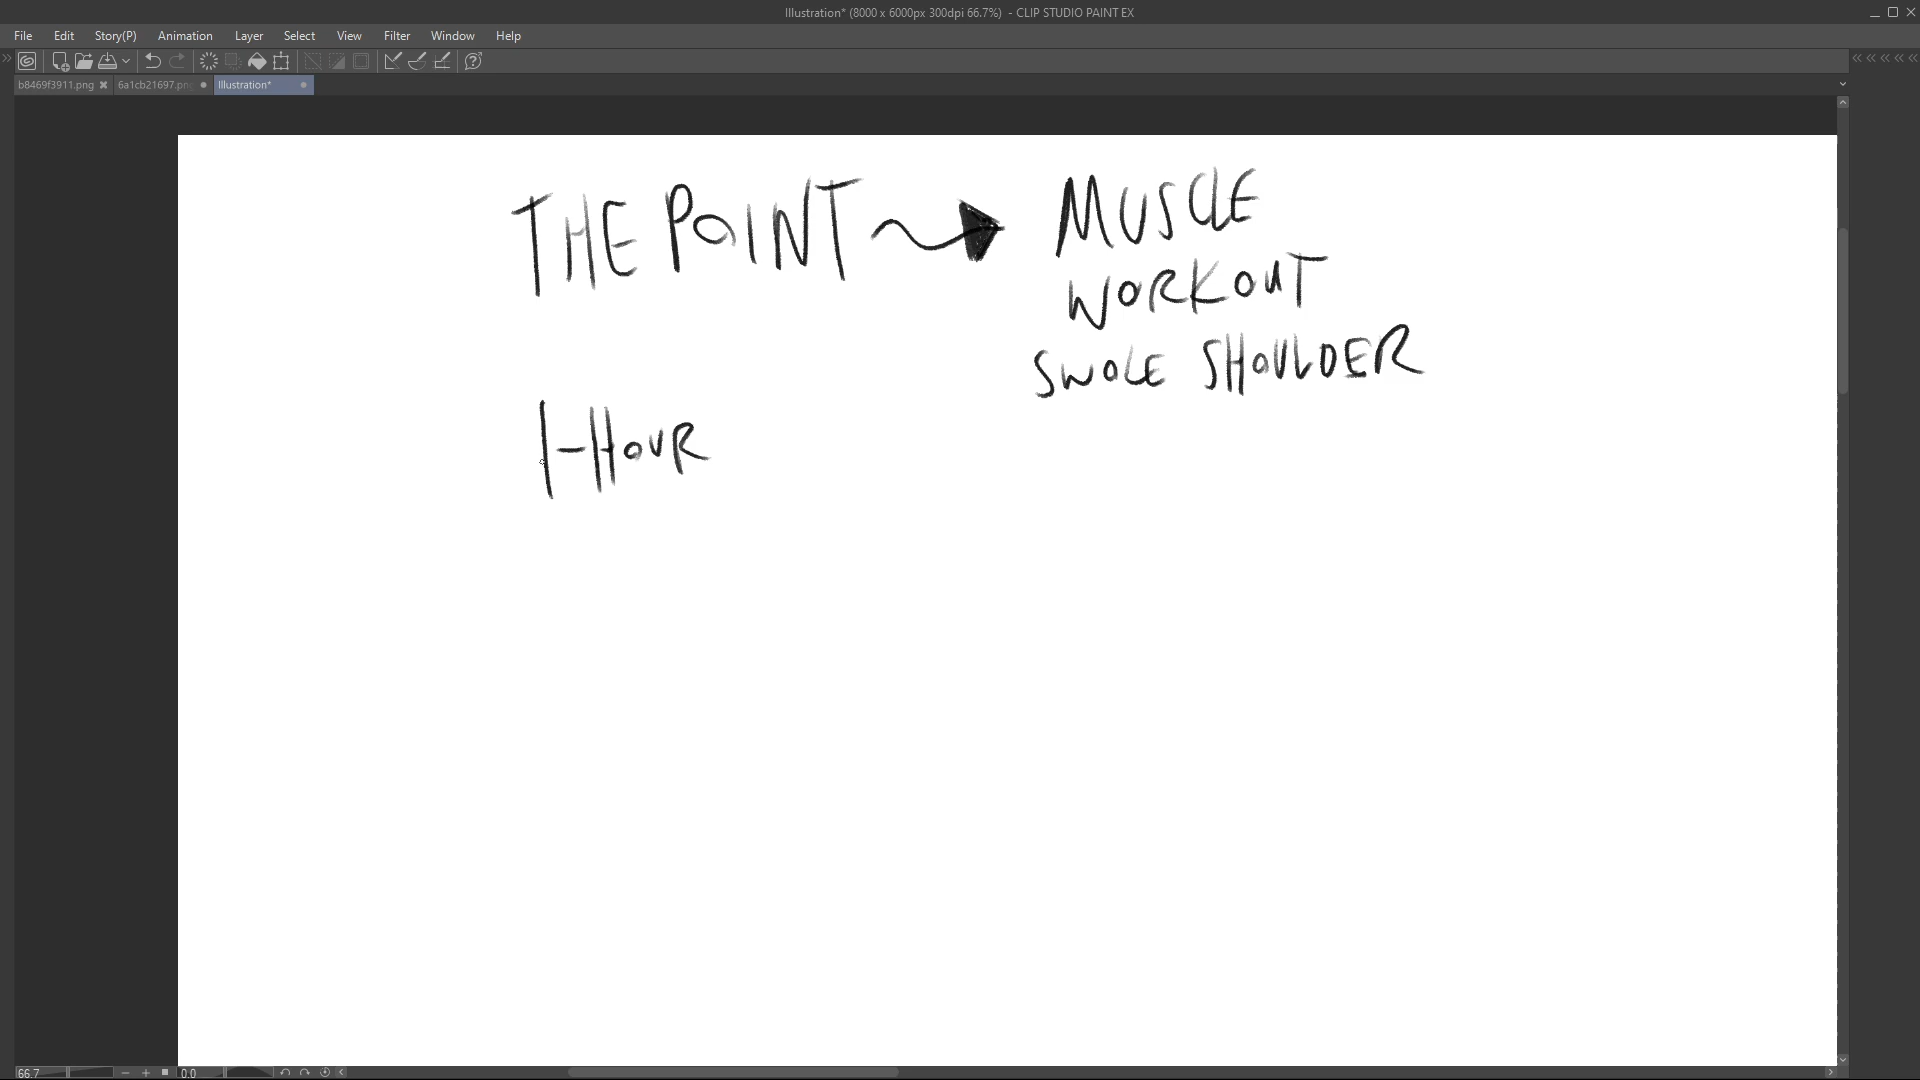 Illustration* (8000 x 6000px 300dpi 66.7%) - CLIP STUDIO PAINT EX
File Edit Story(P) Animation Layer Select View Filter Window Help
b8469f3911.png 6a1cb21697.png Illustration*
THE POINT MUSCLE
WORKOUT
SWOLE SHOULDER
1-HOUR
66.7 0.0